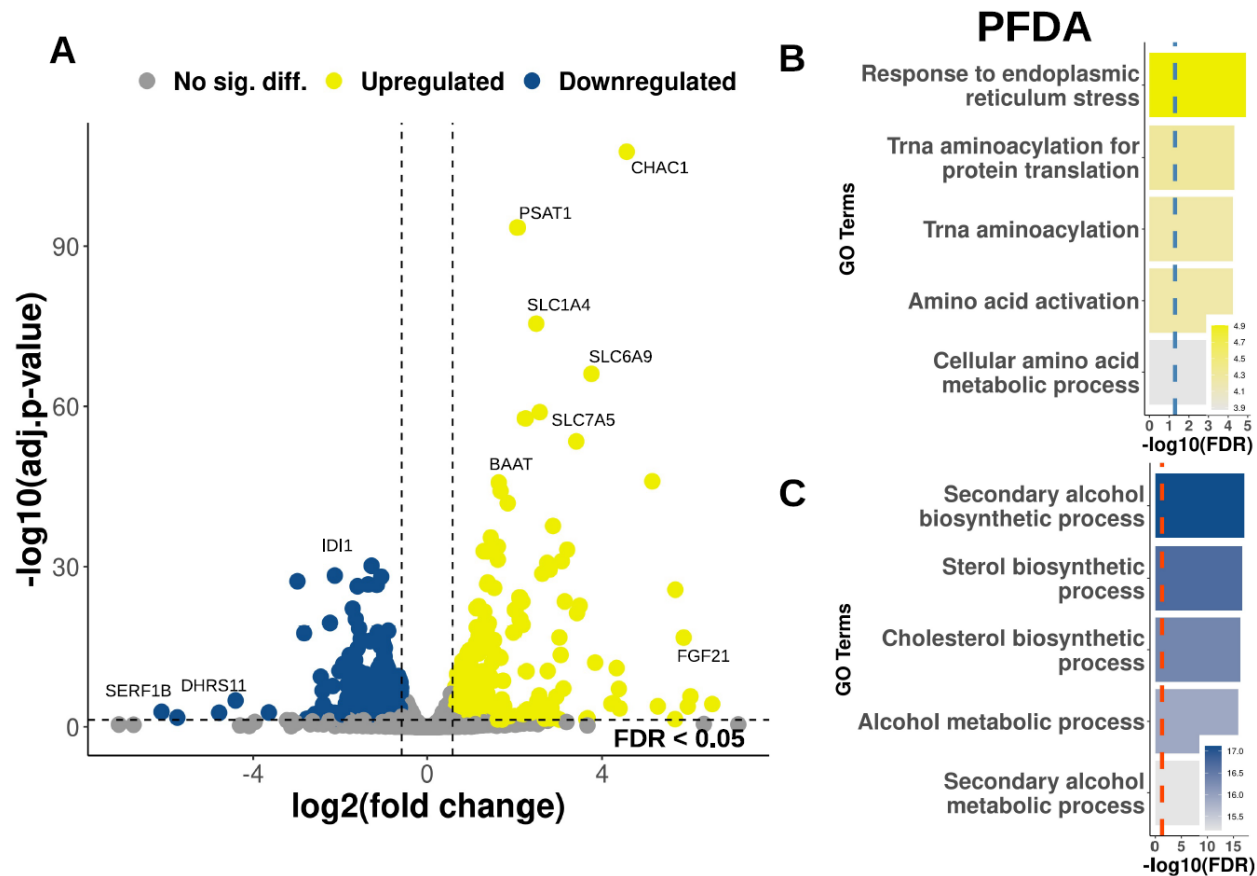 PFDA
A
No sig. diff.
Upregulated
Downregulated
-log10(adj.p-value)
90
60
30
0
CHAC1
PSAT1
SLC1A4
SLC6A9
SLC7A5
BAAT
IDI1
FGF21
SERF1B
DHRS11
FDR < 0.05
-4
0
4
log2(fold change)
B
GO Terms
Response to endoplasmic
reticulum stress
Trna aminoacylation for
protein translation
Trna aminoacylation
Amino acid activation
Cellular amino acid
metabolic process
4.9
4.7
4.5
4.3
4.1
3.9
0 1 2 3 4 5
-log10(FDR)
C
GO Terms
Secondary alcohol
biosynthetic process
Sterol biosynthetic
process
Cholesterol biosynthetic
process
Alcohol metabolic process
Secondary alcohol
metabolic process
17.0
16.5
16.0
15.5
0 5 10 15
-log10(FDR)